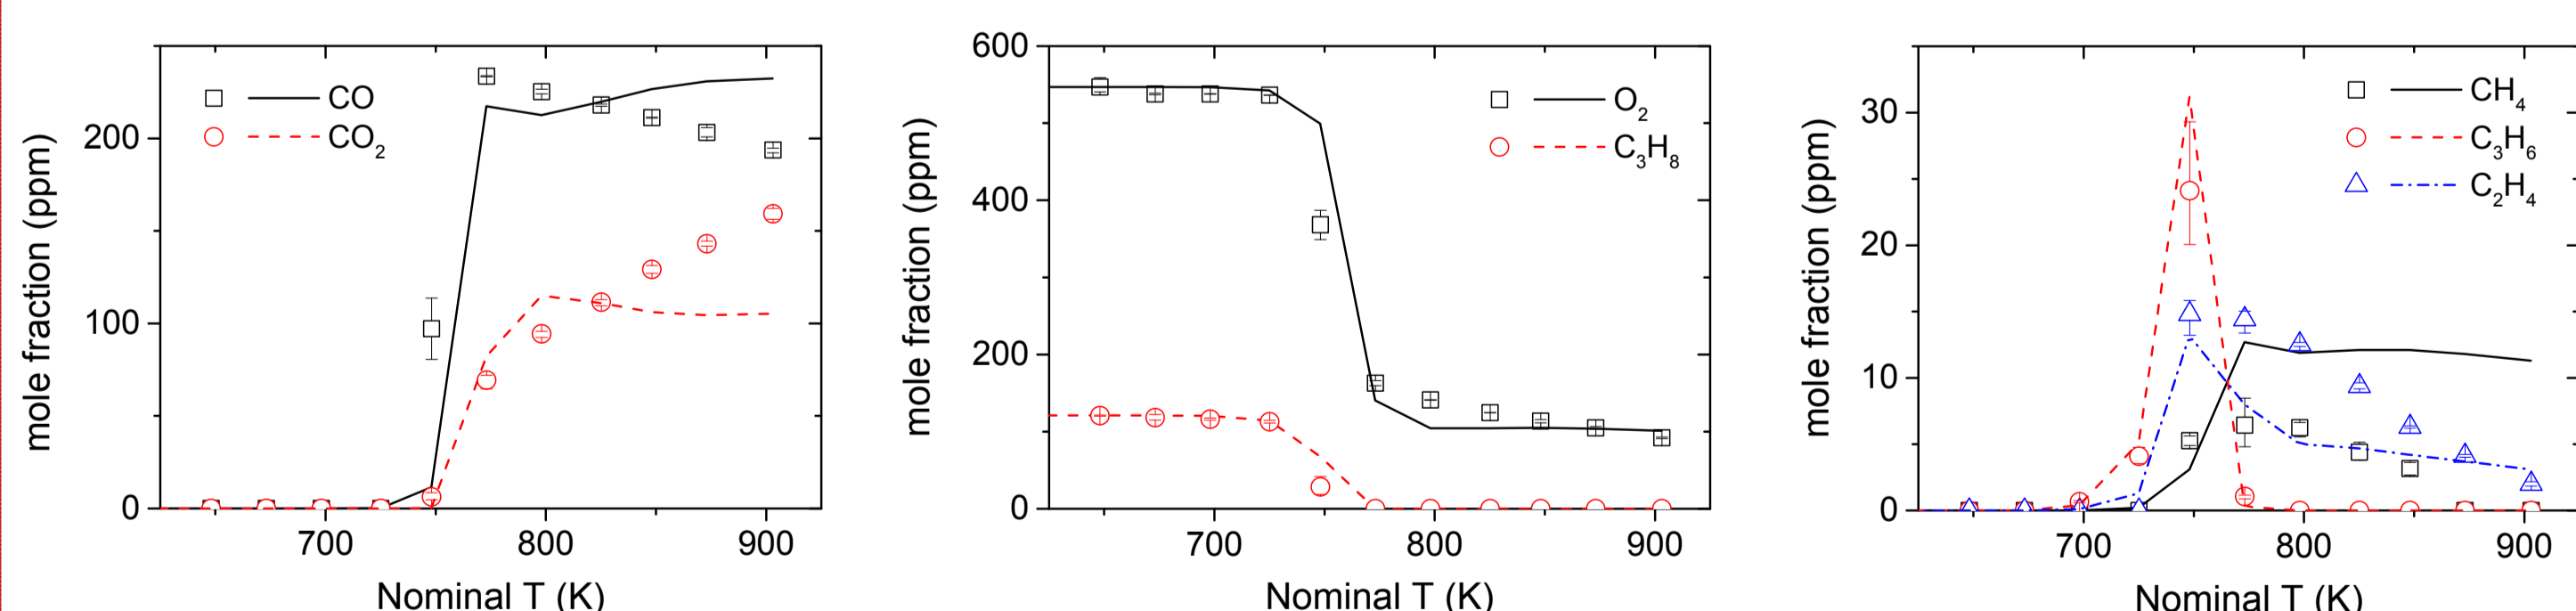 mole fraction (ppm)
200
100
0
CO
CO2
700 800 900
Nominal T (K)
mole fraction (ppm)
600
400
200
0
O2
C3H8
700 800 900
Nominal T (K)
mole fraction (ppm)
30
20
10
0
CH4
C3H6
C2H4
700 800 900
Nominal T (K)